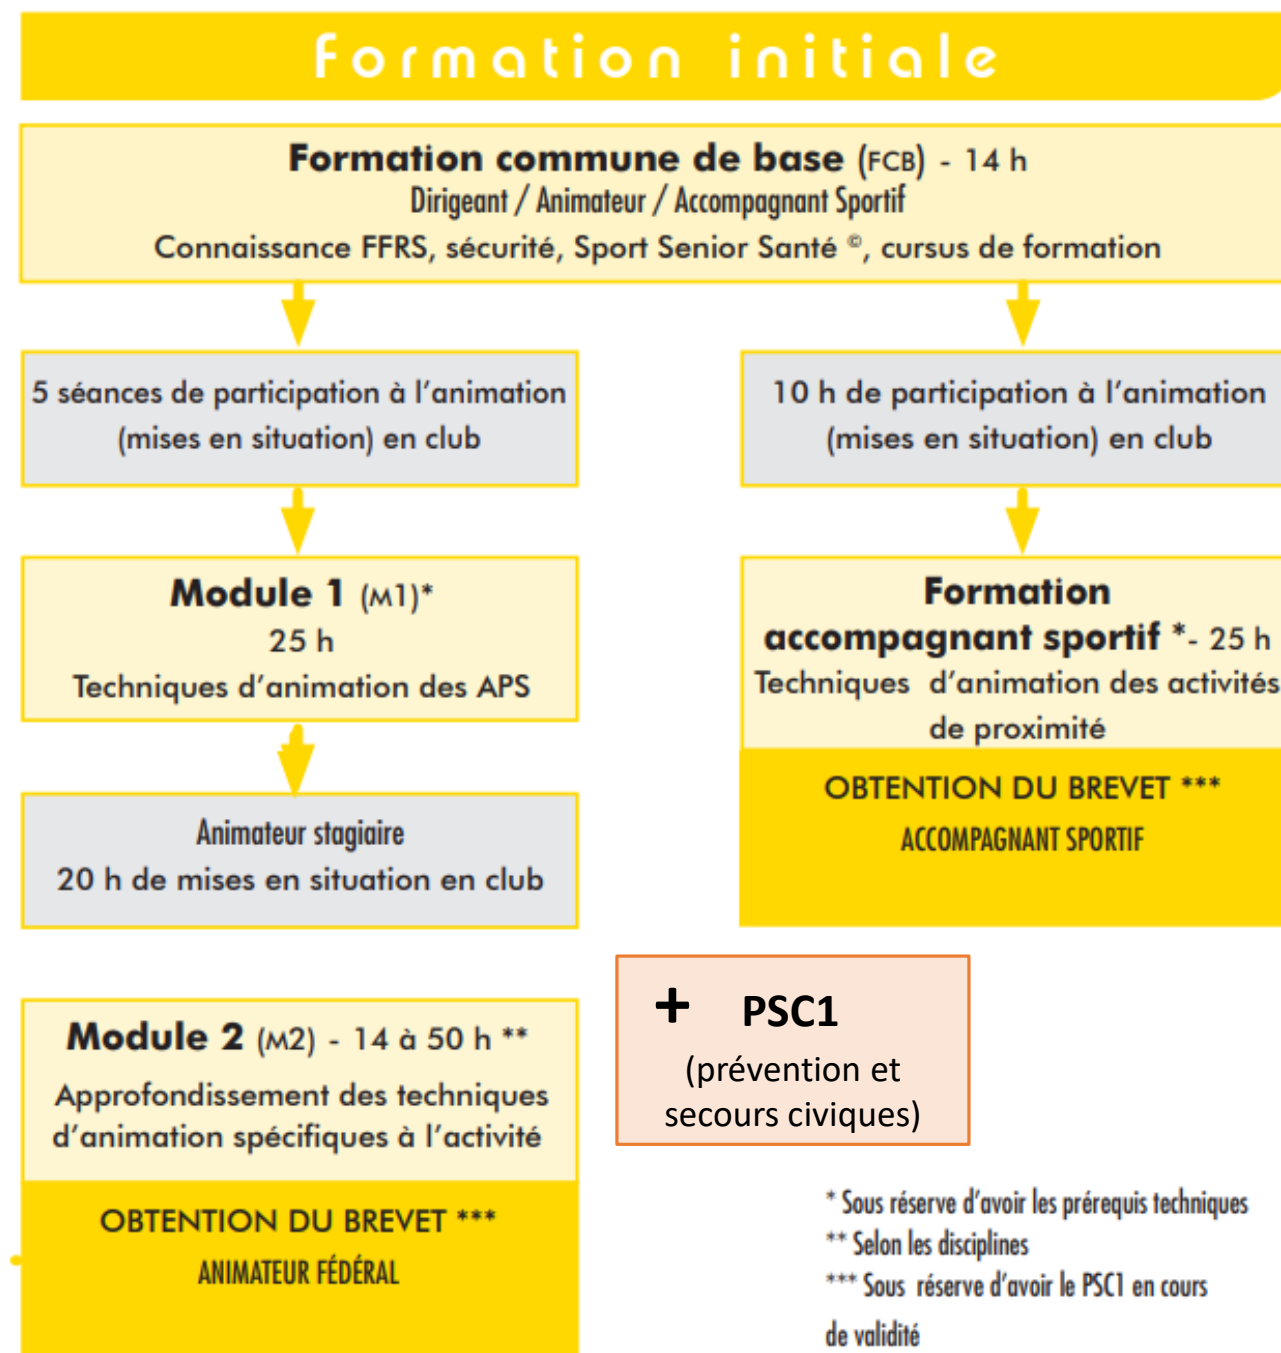 Formation initiale
Formation commune de base (FCB) - 14 h
Dirigeant / Animateur / Accompagnant Sportif
Connaissance FFRS, sécurité, Sport Senior Santé ©, cursus de formation
5 séances de participation à l'animation
(mises en situation) en club
10 h de participation à l'animation
(mises en situation) en club
Module 1 (M1)*
25 h
Techniques d'animation des APS
Formation
accompagnant sportif *- 25 h
Techniques d'animation des activités
de proximité
OBTENTION DU BREVET ***
ACCOMPAGNANT SPORTIF
Animateur stagiaire
20 h de mises en situation en club
+ PSC1
(prévention et
secours civiques)
Module 2 (M2) - 14 à 50 h **
Approfondissement des techniques
d'animation spécifiques à l'activité
OBTENTION DU BREVET ***
ANIMATEUR FÉDÉRAL
* Sous réserve d'avoir les prérequis techniques
** Selon les disciplines
*** Sous réserve d'avoir le PSC1 en cours
de validité